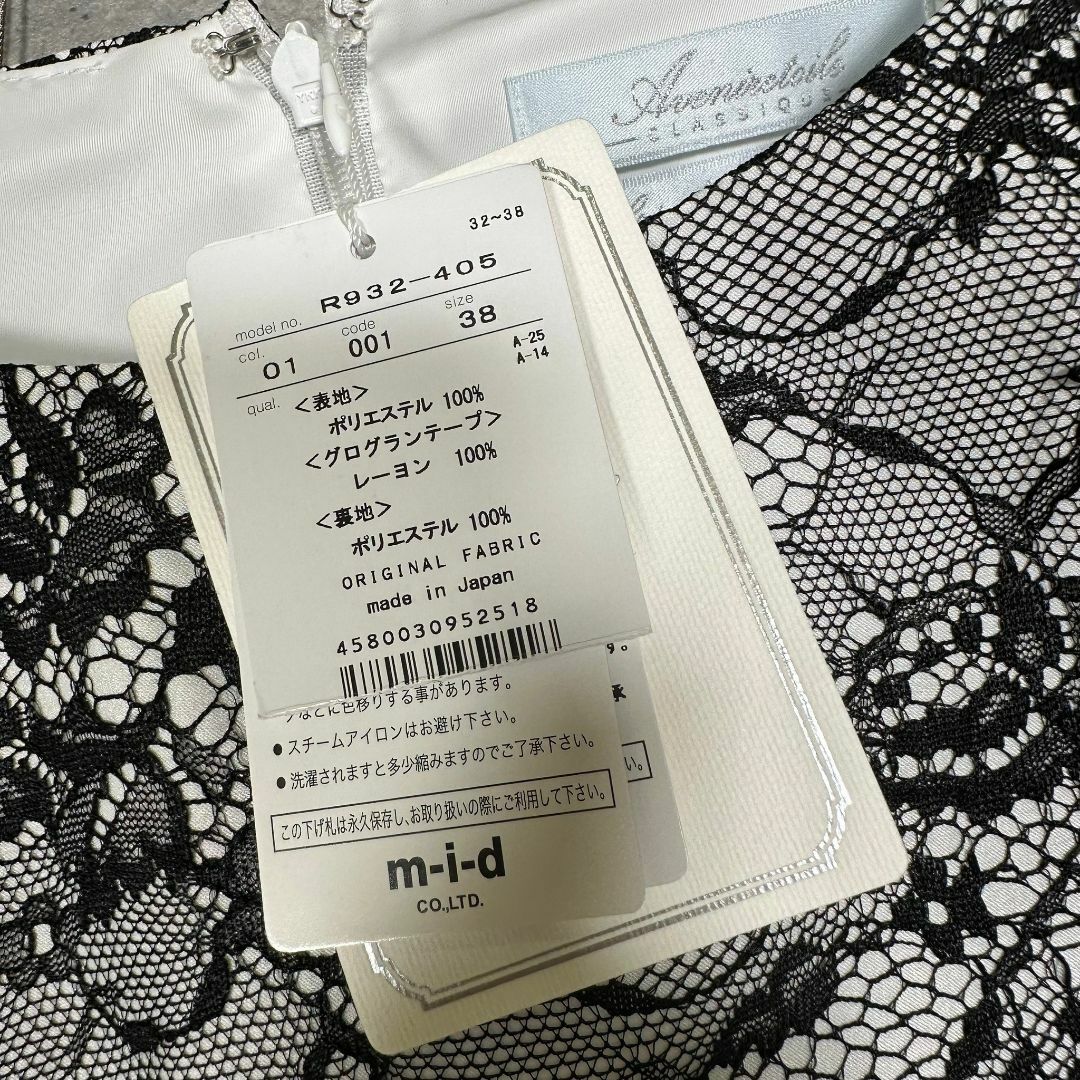 YKK
Avenir etoile
CLASSIQUE
32~38
model no. R932-405
col. 01 code 001 size 38
A-25
A-14
qual. <表地>
ポリエステル 100%
<グログランテープ>
レーヨン 100%
<裏地>
ポリエステル 100%
ORIGINAL FABRIC
made in Japan
4580030952518
色移りする事があります。
●スチームアイロンはお避け下さい。
●洗濯されますと多少縮みますのでご了承下さい。
この下げ札は永久保存し、お取り扱いの際にご利用して下さい。
m-i-d
CO.,LTD.
す。
承
い。